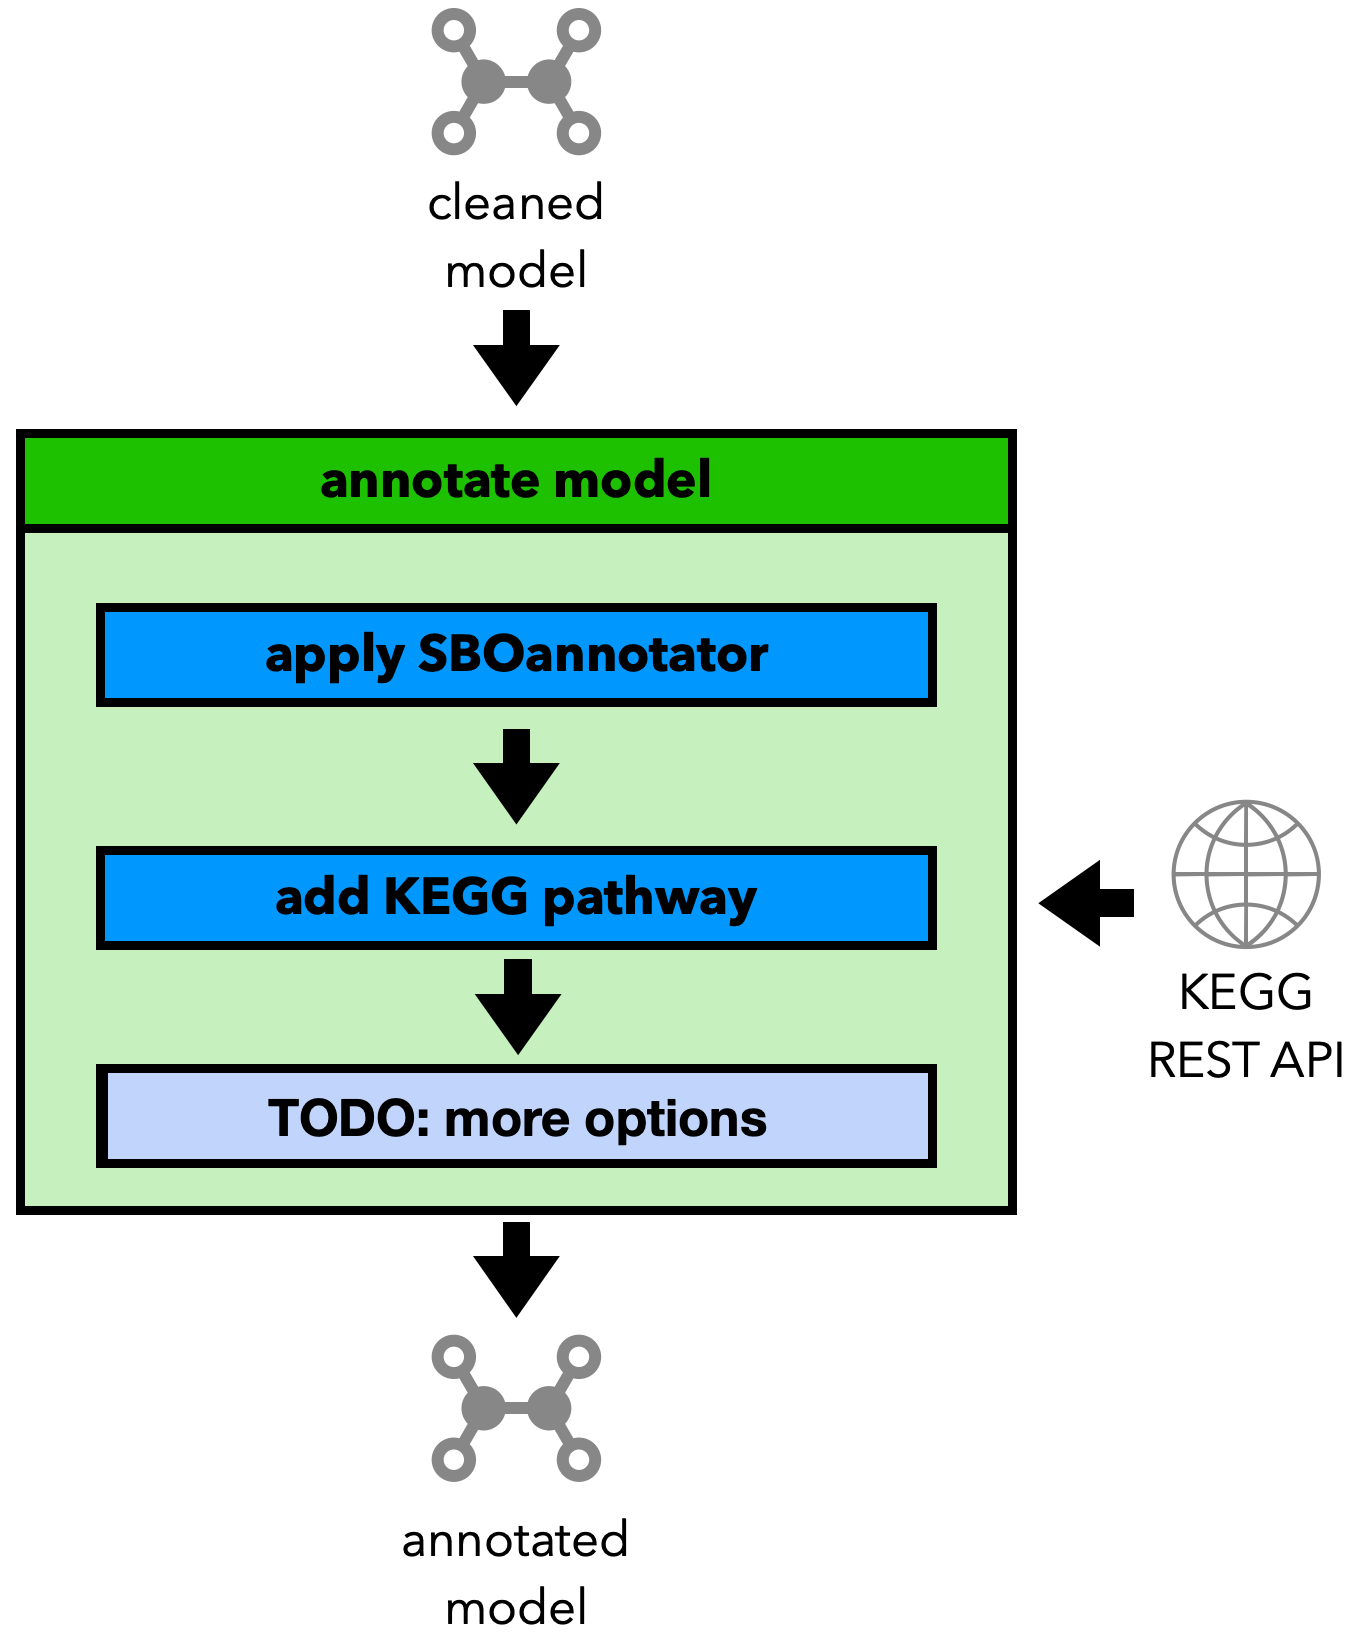 cleaned
model
annotate model
apply SBOannotator
add KEGG pathway
KEGG
REST API
TODO: more options
annotated
model